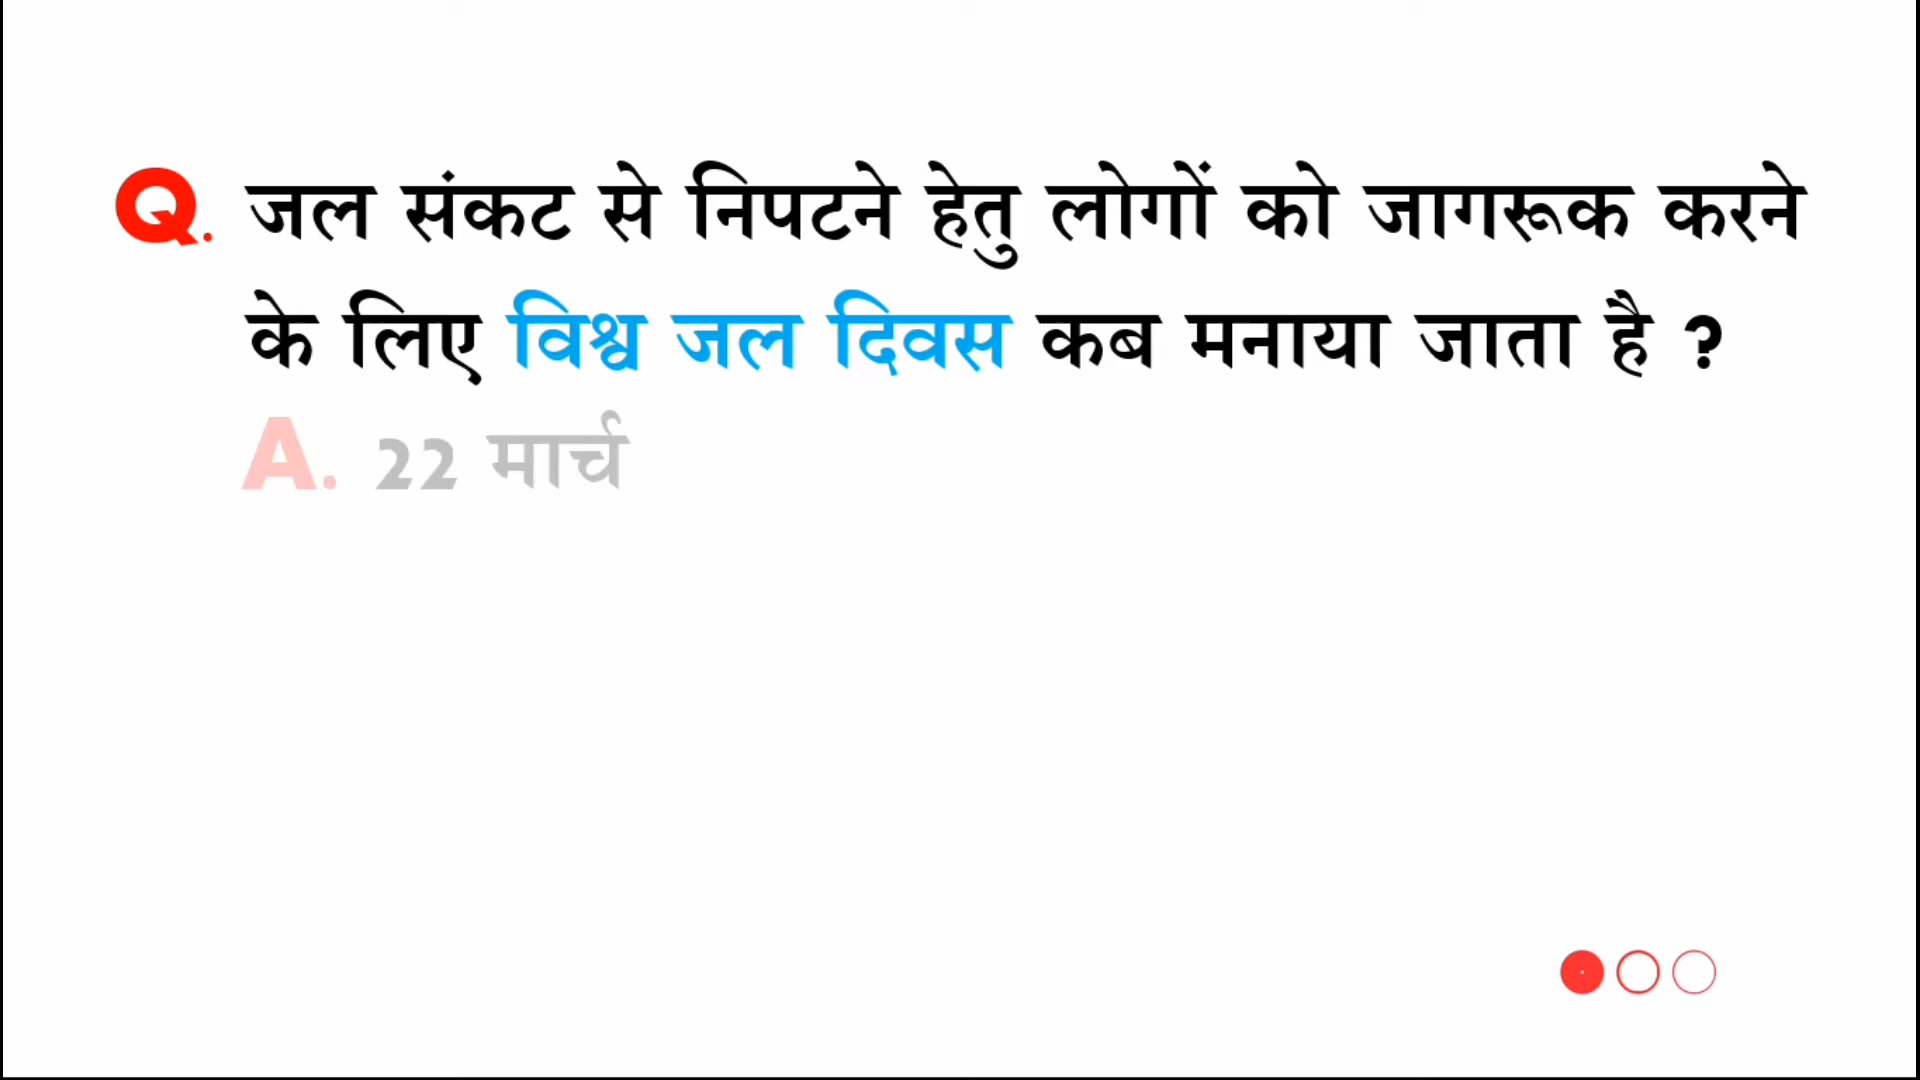 Q. जल संकट से निपटने हेतु लोगों को जागरूक करने
के लिए विश्व जल दिवस कब मनाया जाता है ?
A. 22 मार्च